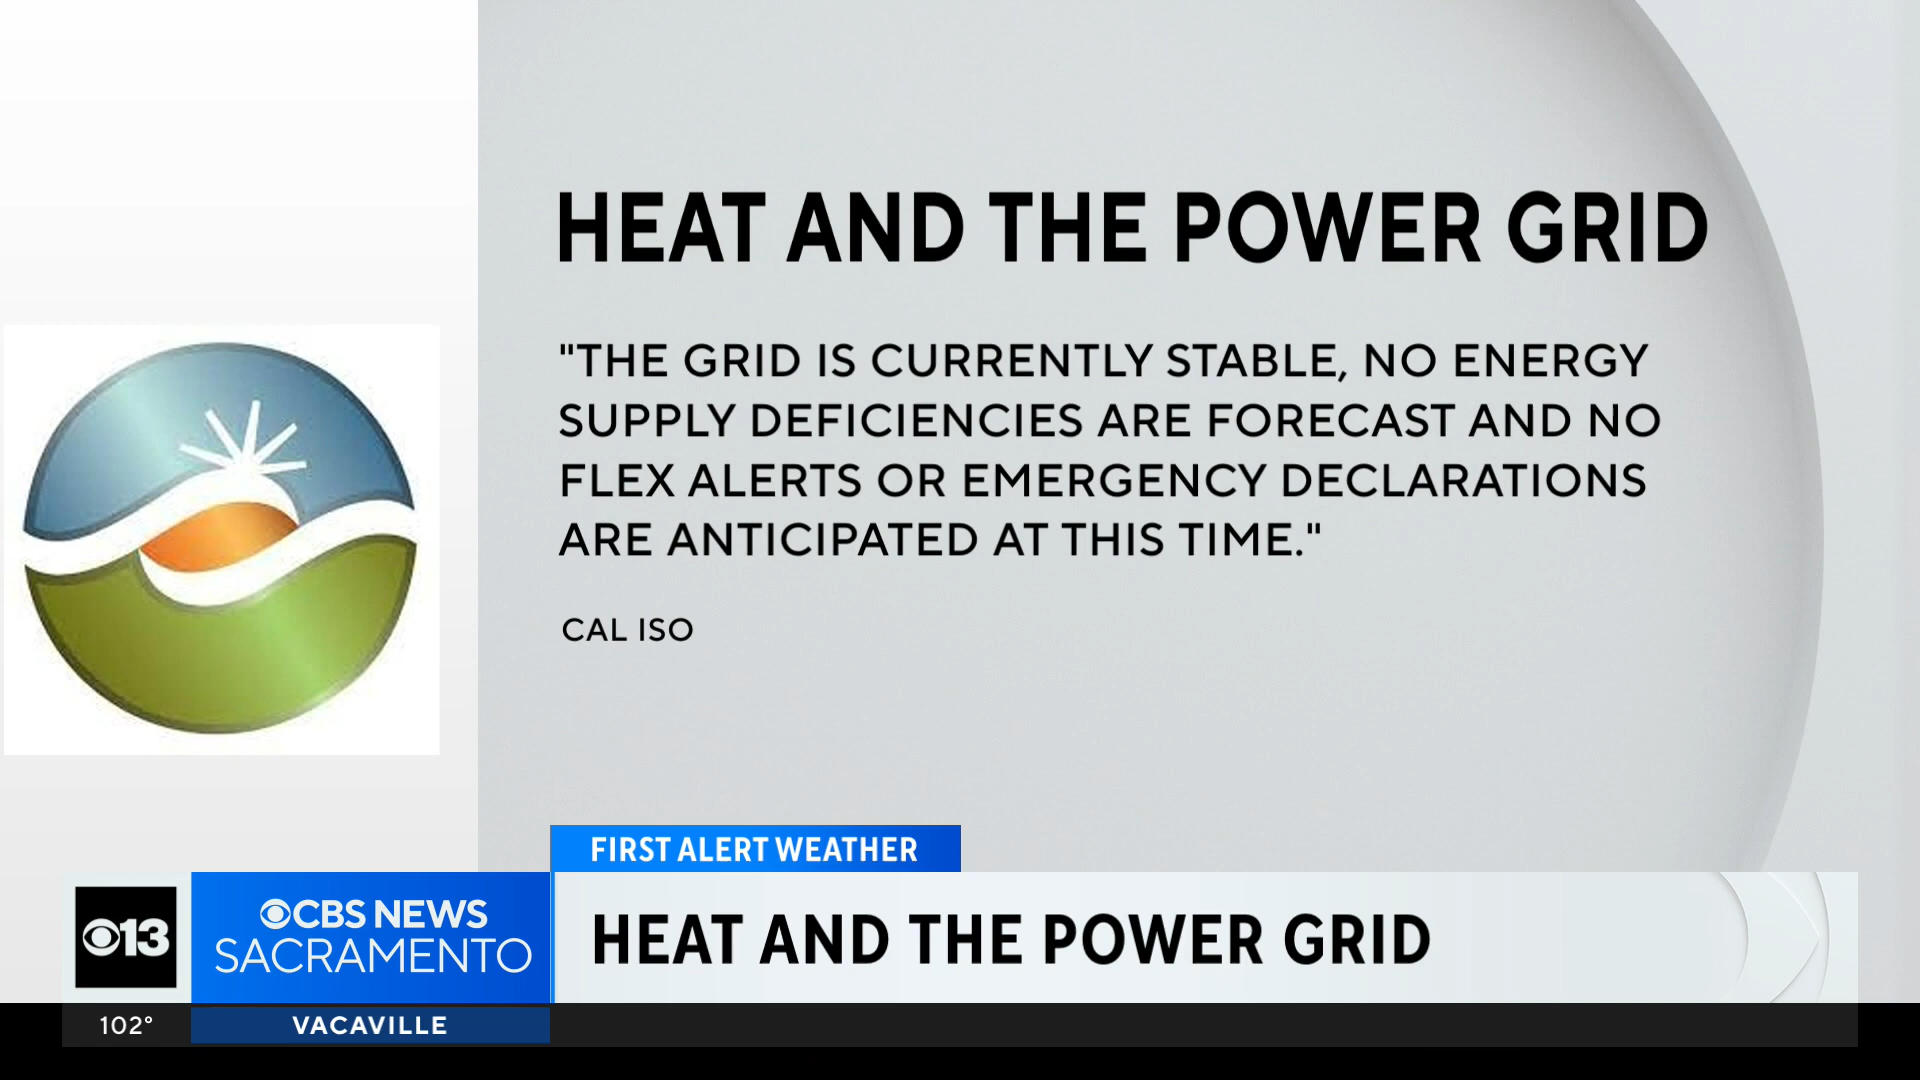 HEAT AND THE POWER GRID
"THE GRID IS CURRENTLY STABLE, NO ENERGY
SUPPLY DEFICIENCIES ARE FORECAST AND NO
FLEX ALERTS OR EMERGENCY DECLARATIONS
ARE ANTICIPATED AT THIS TIME."
CAL ISO
FIRST ALERT WEATHER
13
CBS NEWS
SACRAMENTO
HEAT AND THE POWER GRID
102°
VACAVILLE